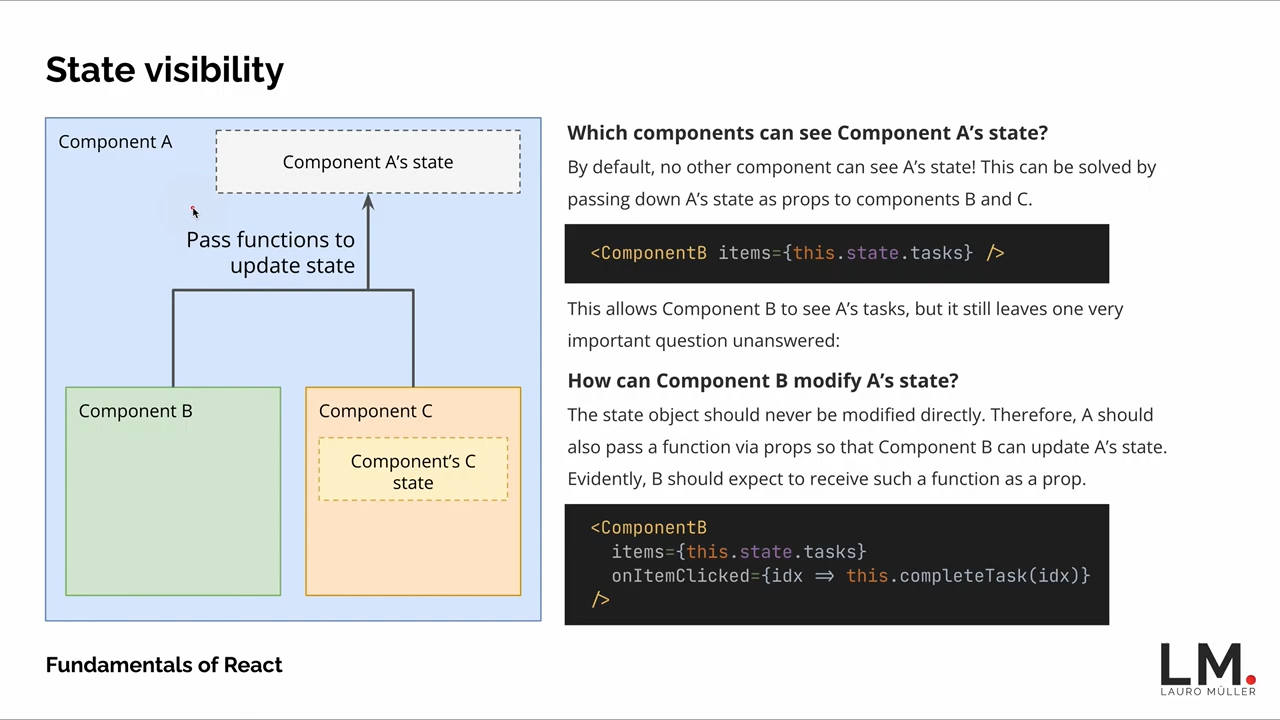 State visibility
Component A
Component A's state
Pass functions to
update state
Component B
Component C
Component's C
state
Which components can see Component A's state?
By default, no other component can see A's state! This can be solved by
passing down A's state as props to components B and C.
<ComponentB items={this.state.tasks} />
This allows Component B to see A's tasks, but it still leaves one very
important question unanswered:
How can Component B modify A's state?
The state object should never be modified directly. Therefore, A should
also pass a function via props so that Component B can update A's state.
Evidently, B should expect to receive such a function as a prop.
<ComponentB
items={this.state.tasks}
onItemClicked={idx => this.completeTask(idx)}
/>
Fundamentals of React
LM.
LAURO MÜLLER